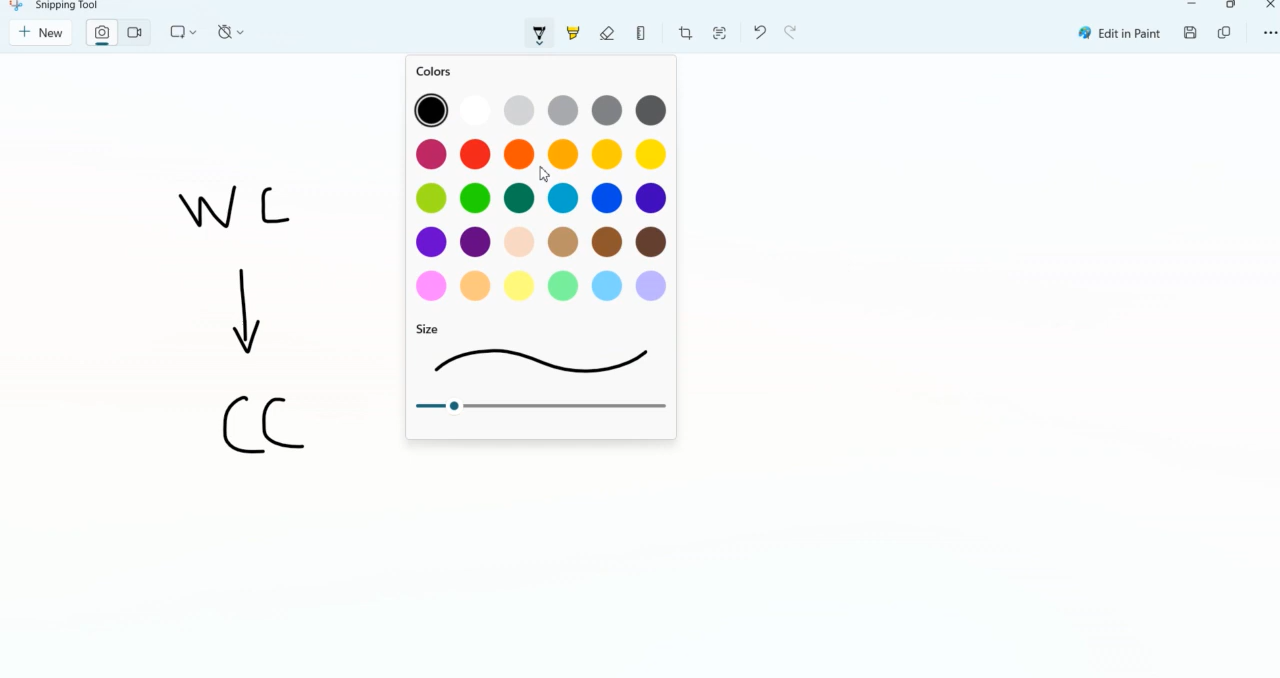 Snipping Tool
New
Edit in Paint
Colors
W C
CC
Size